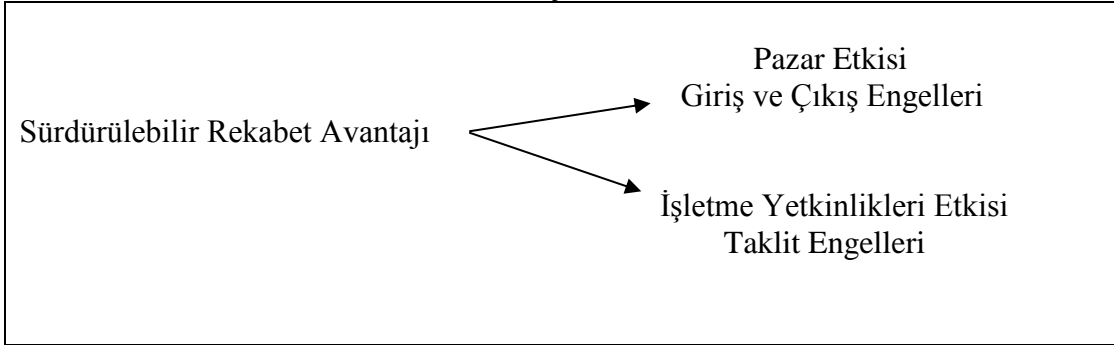 Pazar Etkisi
Giriş ve Çıkış Engelleri
Sürdürülebilir Rekabet Avantajı
İşletme Yetkinlikleri Etkisi
Taklit Engelleri